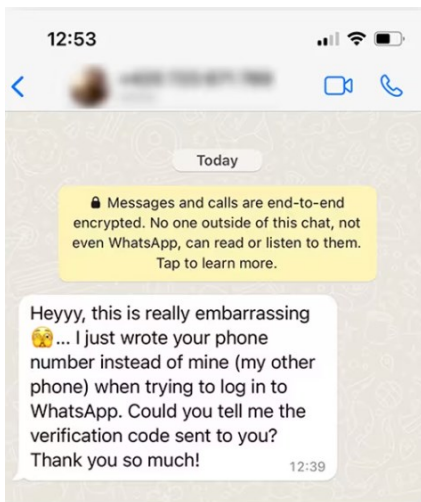 12:53
Today
🔒 Messages and calls are end-to-end
encrypted. No one outside of this chat, not
even WhatsApp, can read or listen to them.
Tap to learn more.
Heyyy, this is really embarrassing
🫣... I just wrote your phone
number instead of mine (my other
phone) when trying to log in to
WhatsApp. Could you tell me the
verification code sent to you?
Thank you so much!
12:39